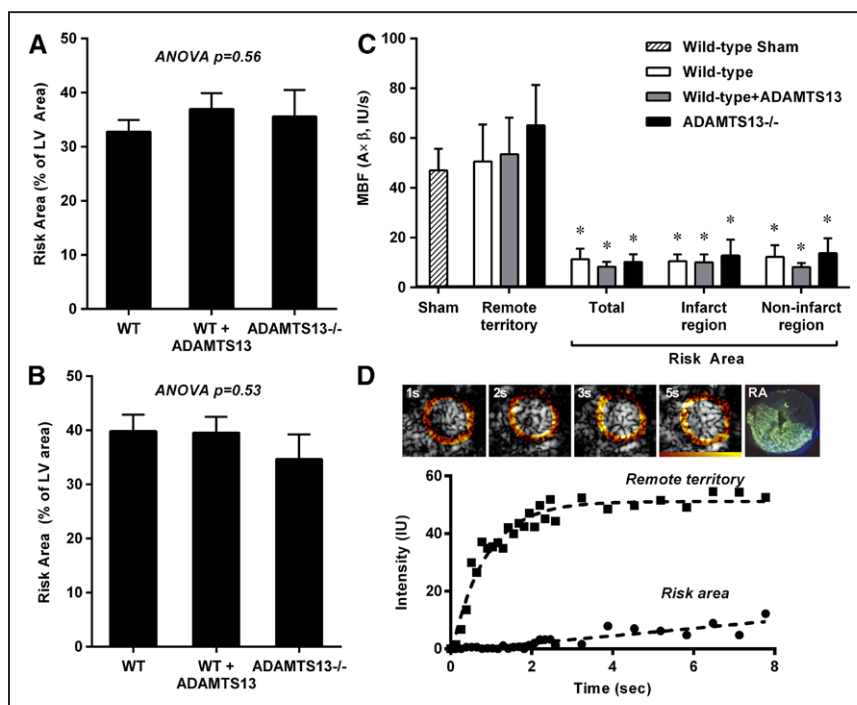 A
ANOVA p=0.56
Risk Area (% of LV Area)
50
40
30
20
10
0
WT
WT +
ADAMTS13
ADAMTS13-/-
B
ANOVA p=0.53
Risk Area (% of LV area)
50
40
30
20
10
0
WT
WT +
ADAMTS13
ADAMTS13-/-
C
Wild-type Sham
Wild-type
Wild-type+ADAMTS13
ADAMTS13-/-
MBF (A× β, IU/s)
100
80
60
40
20
0
* * * * * * * * *
Sham
Remote
territory
Total
Infarct
region
Non-infarct
region
Risk Area
D
1s
2s
3s
5s
RA
Intensity (IU)
60
40
20
0
Remote territory
Risk area
0 2 4 6 8
Time (sec)